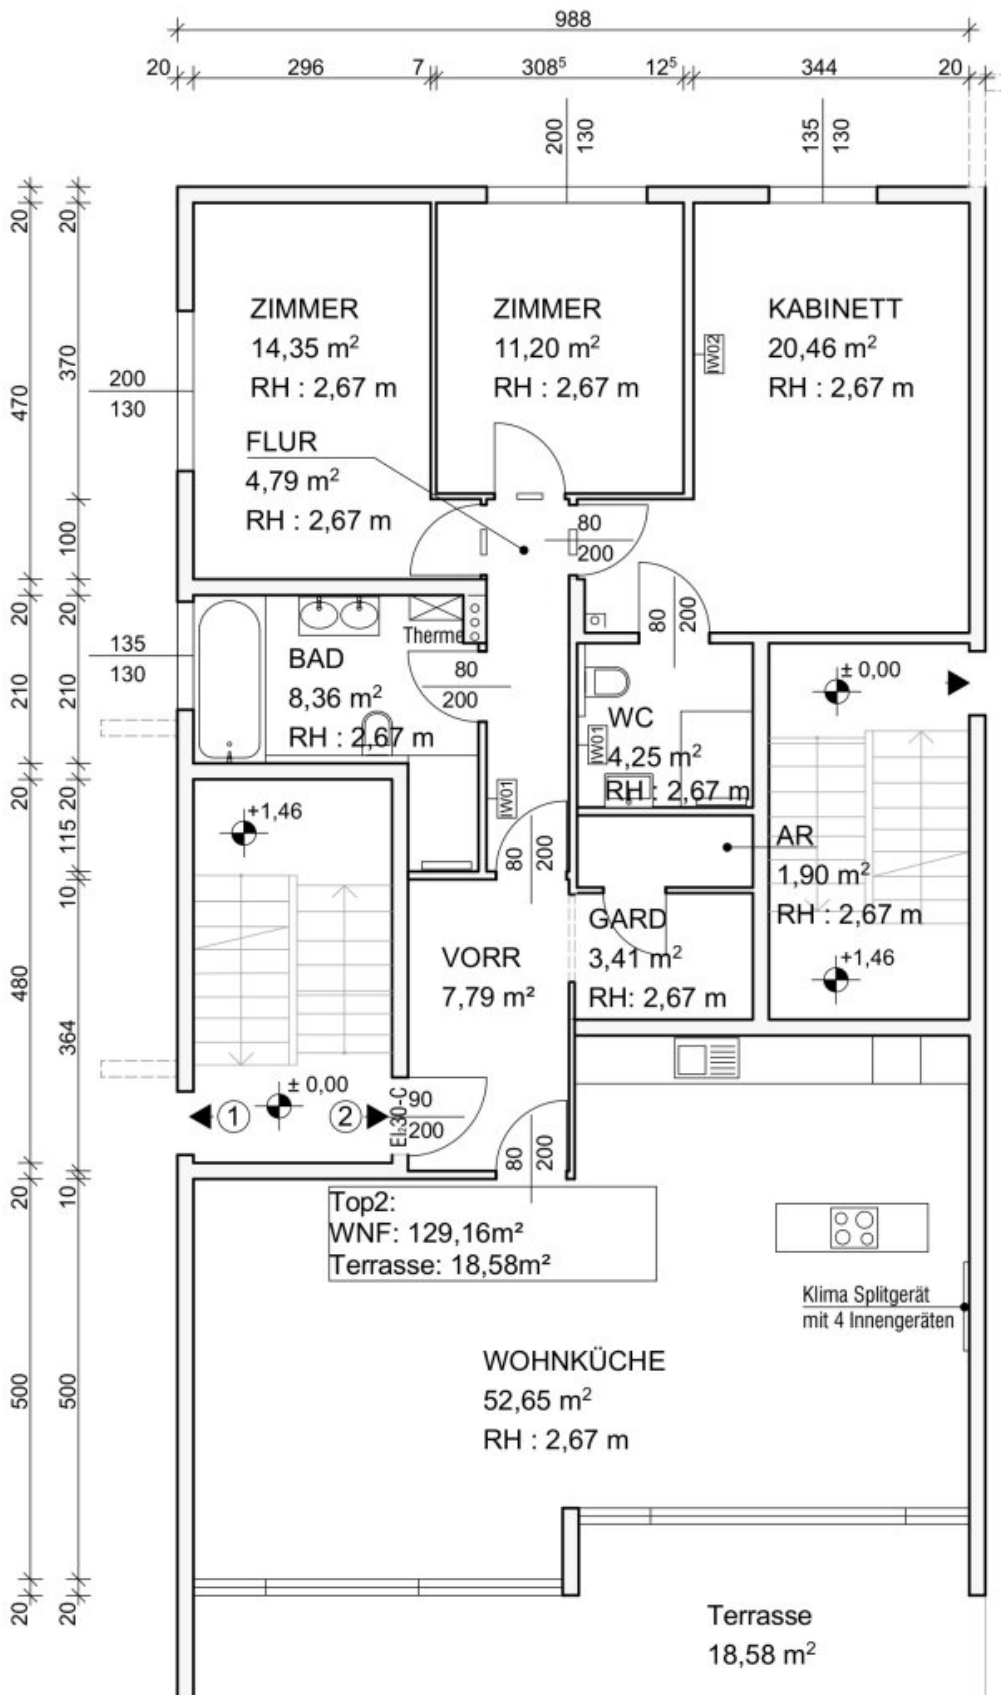 988
20 296 7 308⁵ 12⁵ 344 20
200
130
135
130
20
20
ZIMMER
14,35 m²
RH : 2,67 m
ZIMMER
11,20 m²
RH : 2,67 m
KABINETT
20,46 m²
RH : 2,67 m
IW02
370
470
200
130
FLUR
4,79 m²
RH : 2,67 m
100
80
200
20
20
135
130
Therme
BAD
8,36 m²
RH : 2,67 m
80
200
80
200
± 0,00
210
210
WC
4,25 m²
RH : 2,67 m
IW01
IW01
20
20
+1,46
115
80
200
AR
1,90 m²
RH : 2,67 m
10
GARD
3,41 m²
RH: 2,67 m
VORR
7,79 m²
+1,46
480
364
± 0,00
1
2
EI₂30-C
90
200
80
200
20
10
Top2:
WNF: 129,16m²
Terrasse: 18,58m²
Klima Splitgerät
mit 4 Innengeräten
WOHNKÜCHE
52,65 m²
RH : 2,67 m
500
500
20
20
Terrasse
18,58 m²